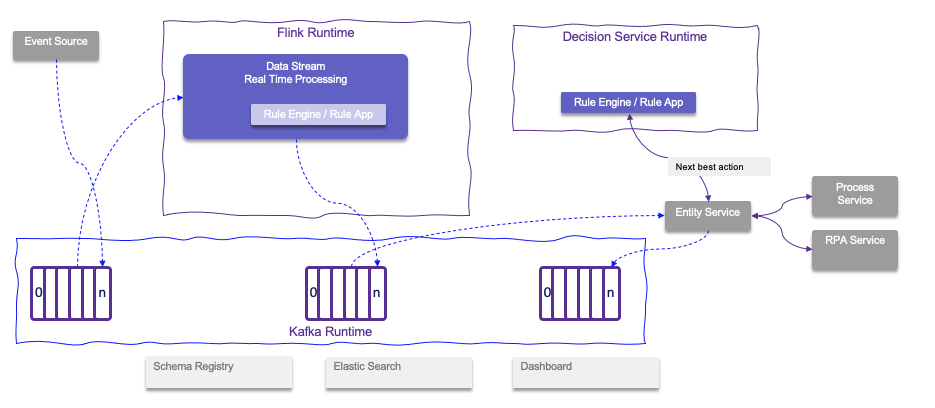 Event Source
Flink Runtime
Data Stream
Real Time Processing
Rule Engine / Rule App
Decision Service Runtime
Rule Engine / Rule App
Next best action
Entity Service
Process
Service
RPA Service
0
n
0
n
0
n
Kafka Runtime
Schema Registry
Elastic Search
Dashboard